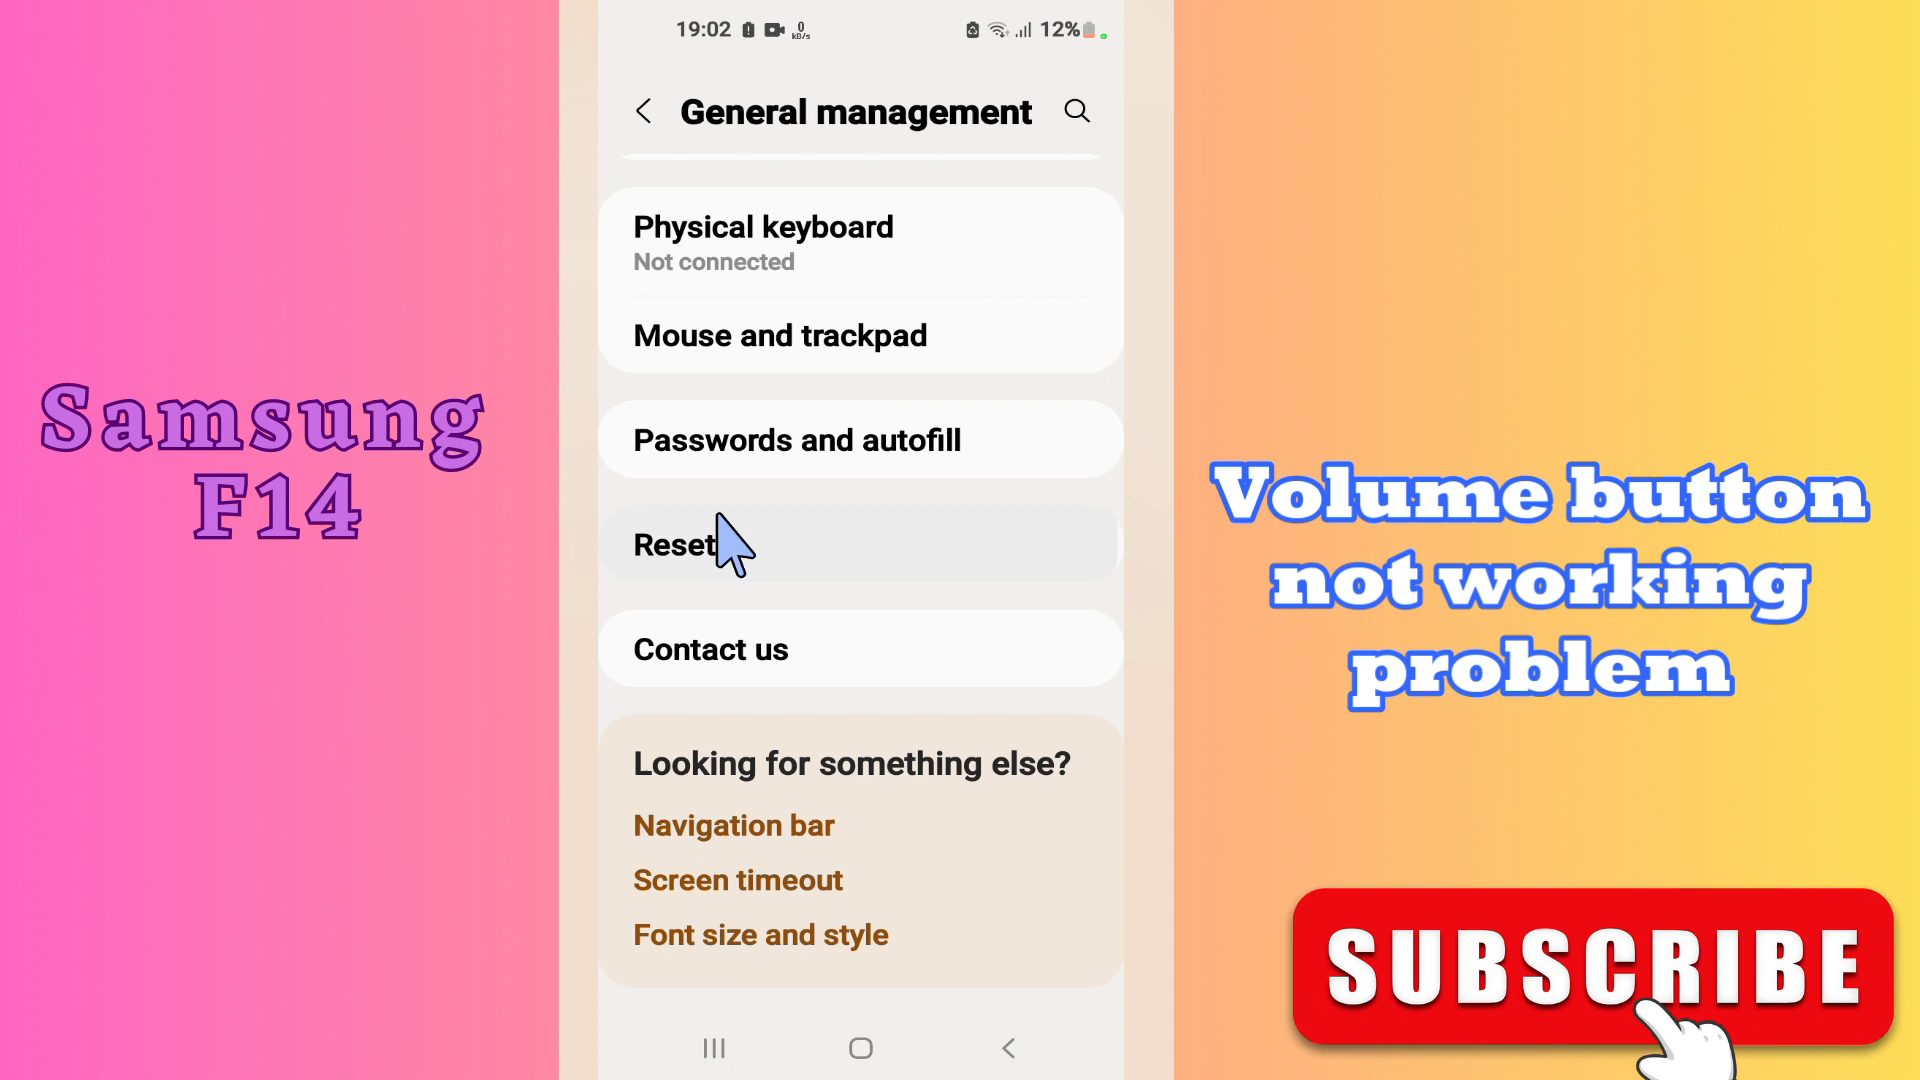 Samsung
F14
19:02 0 KB/s 12%
General management
Physical keyboard
Not connected
Mouse and trackpad
Passwords and autofill
Reset
Contact us
Looking for something else?
Navigation bar
Screen timeout
Font size and style
Volume button
not working
problem
SUBSCRIBE